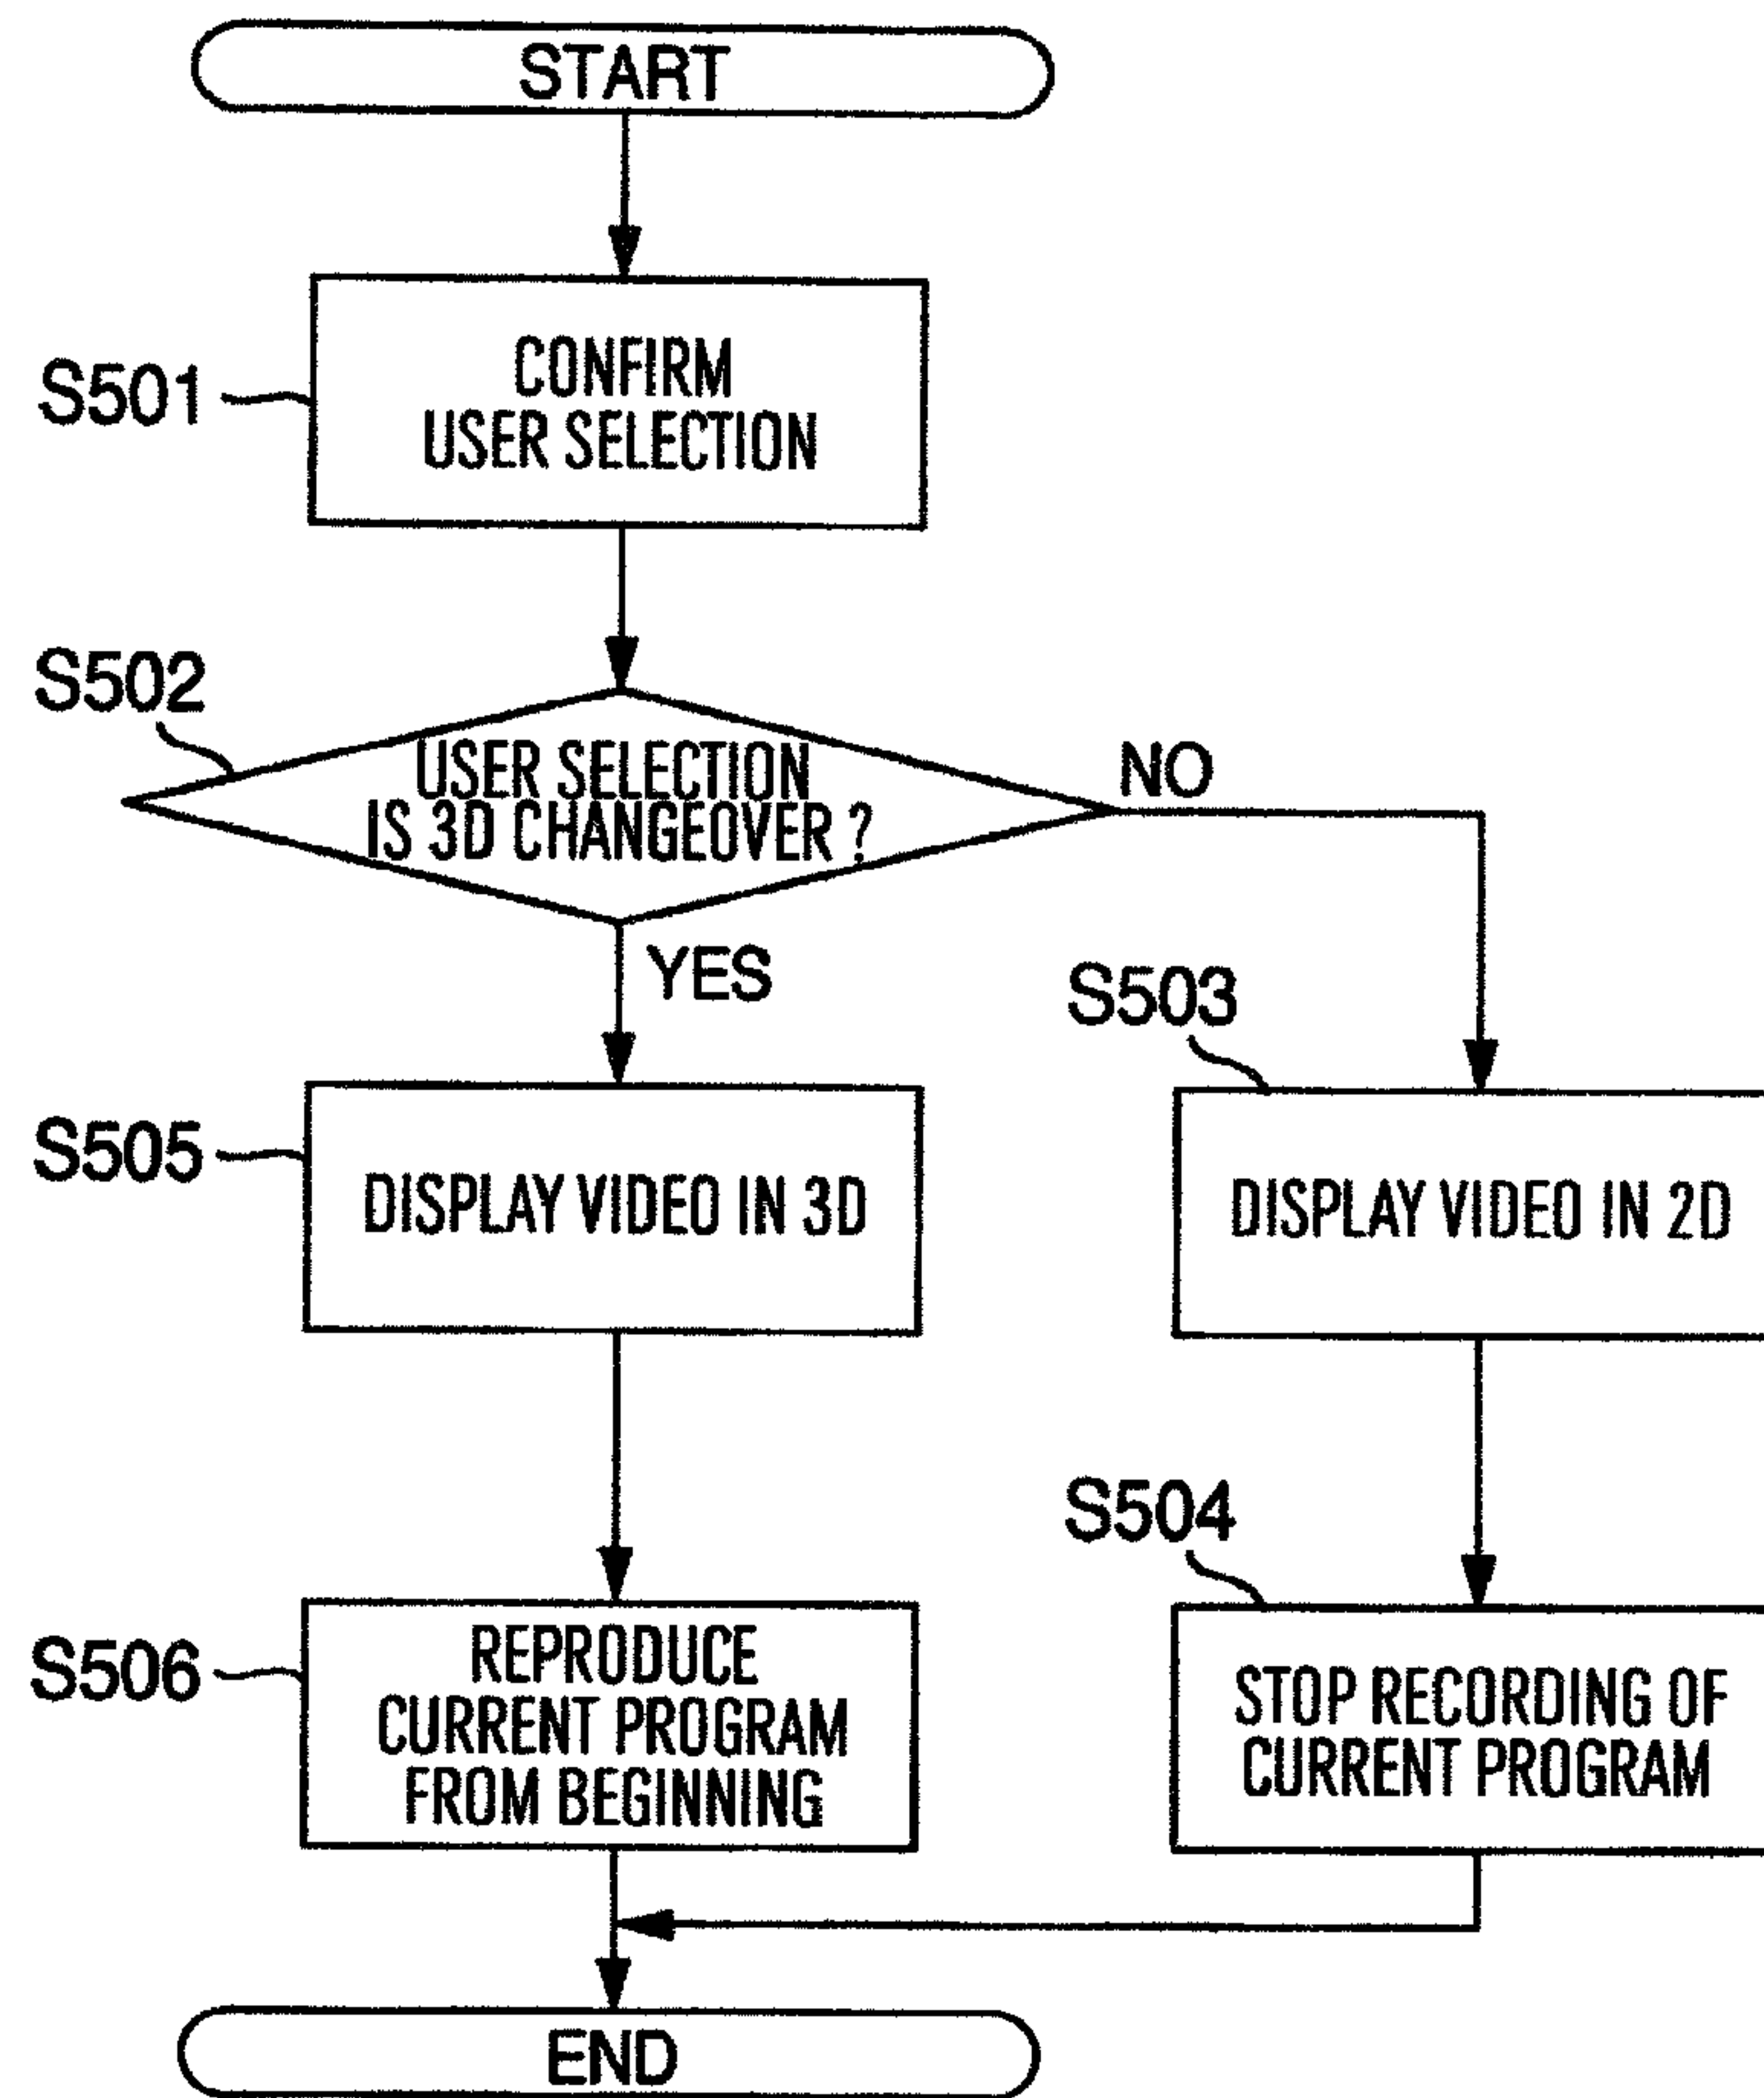 START
S501
CONFIRM
USER SELECTION
S502
USER SELECTION
IS 3D CHANGEOVER ?
NO
YES
S503
S505
DISPLAY VIDEO IN 3D
DISPLAY VIDEO IN 2D
S504
S506
REPRODUCE
CURRENT PROGRAM
FROM BEGINNING
STOP RECORDING OF
CURRENT PROGRAM
END